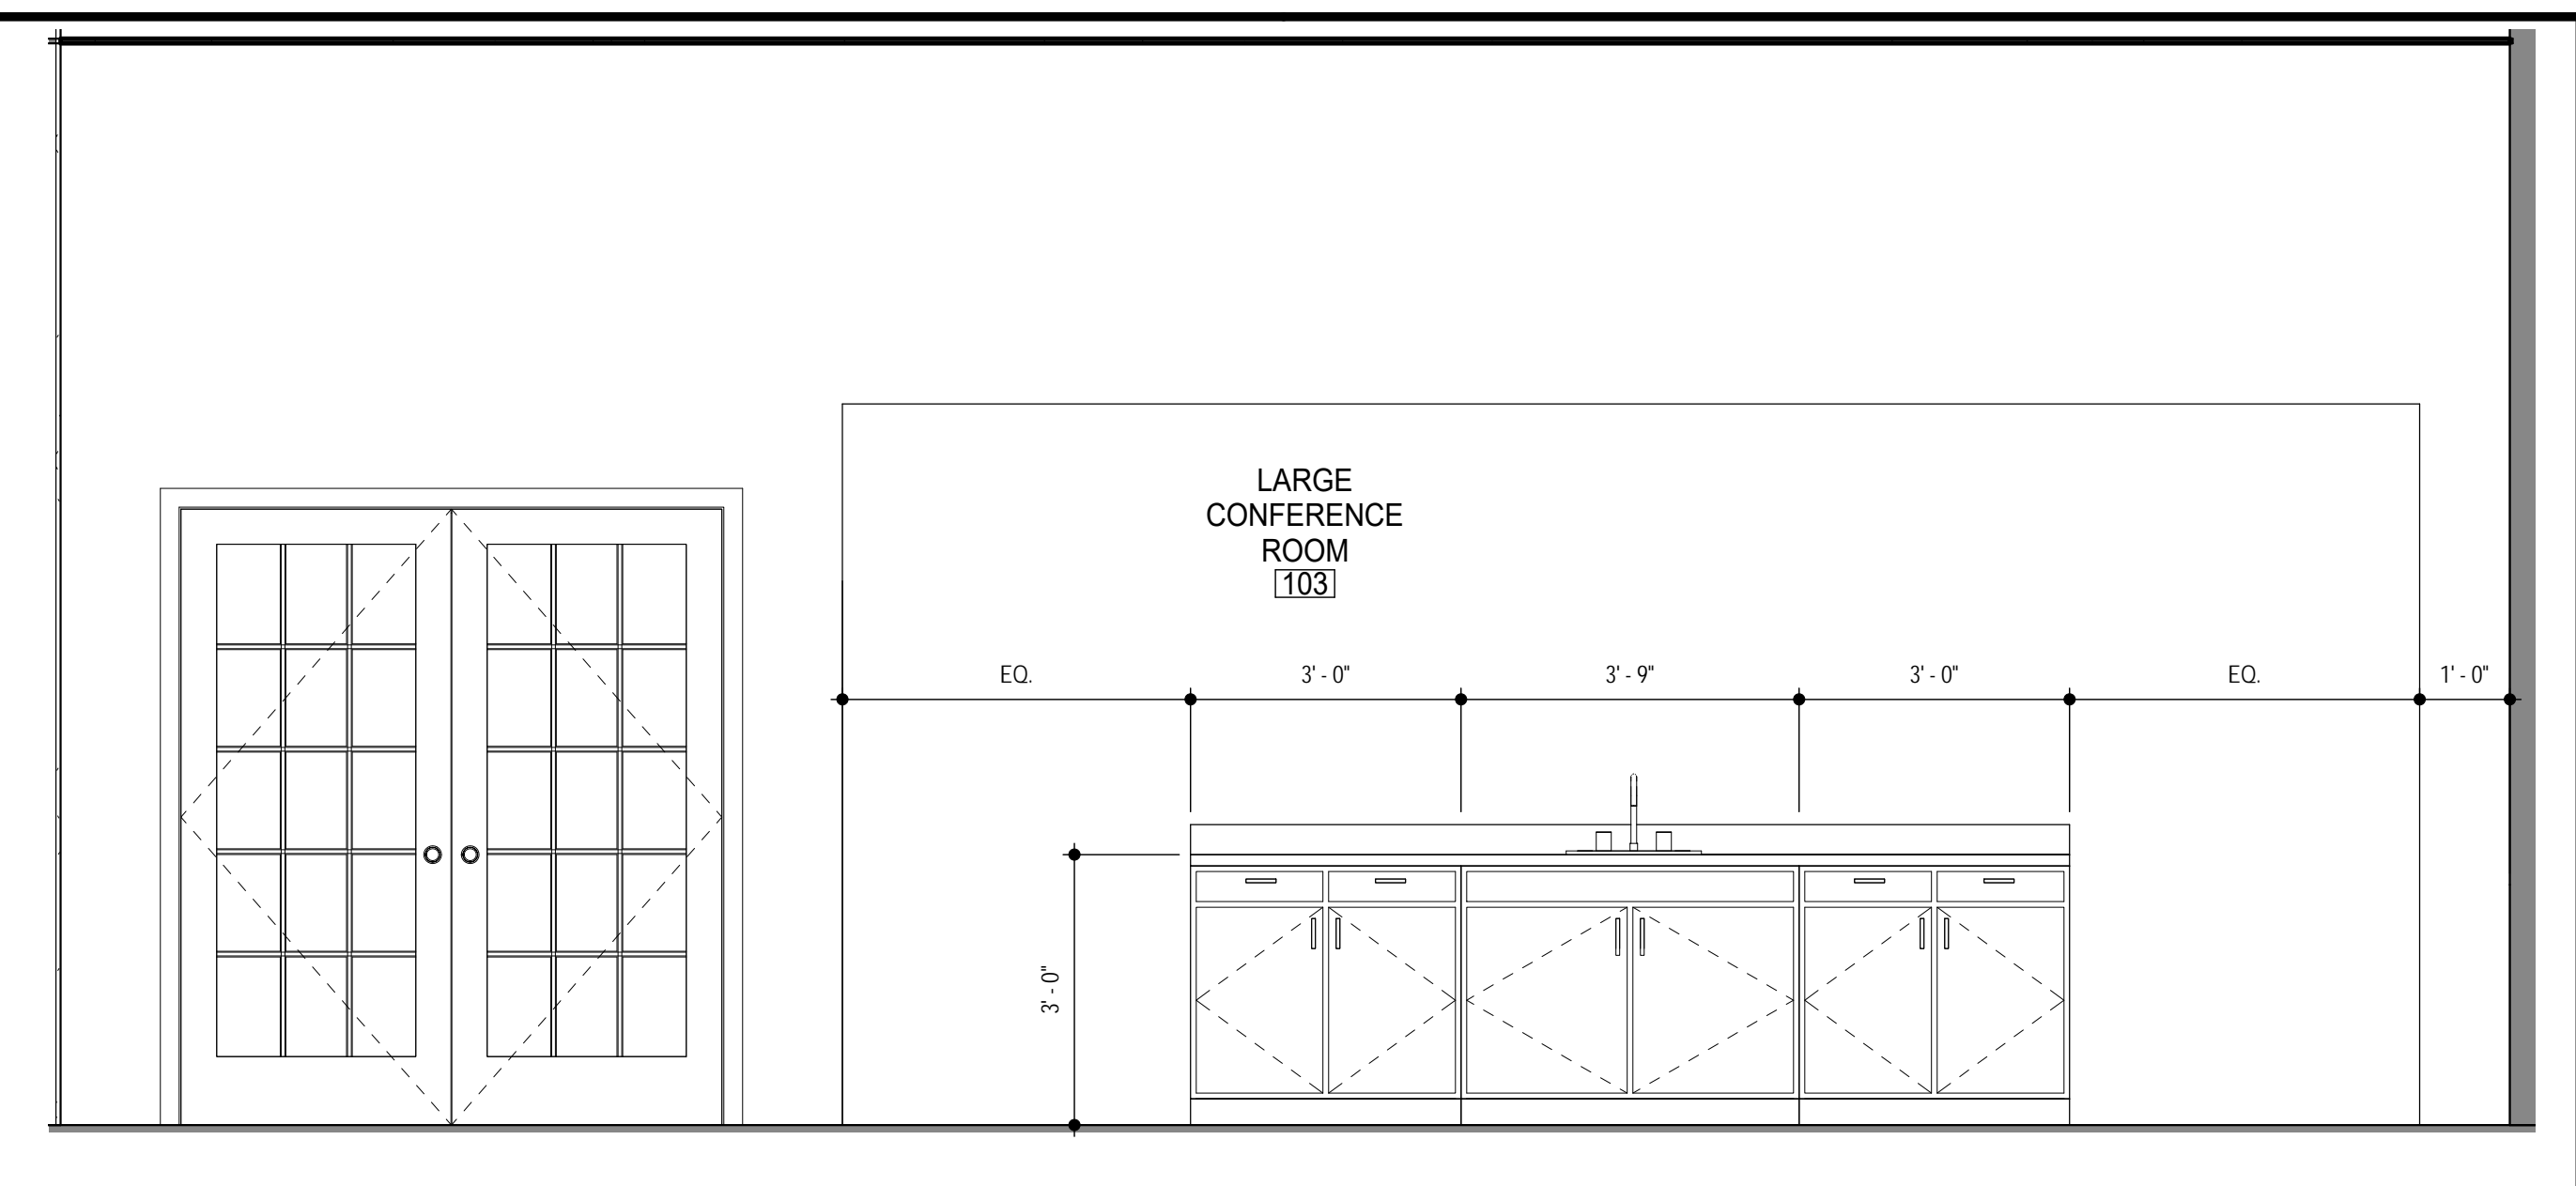 LARGE
CONFERENCE
ROOM
103
EQ.
3' - 0"
3' - 9"
3' - 0"
EQ.
1' - 0"
3' - 0"